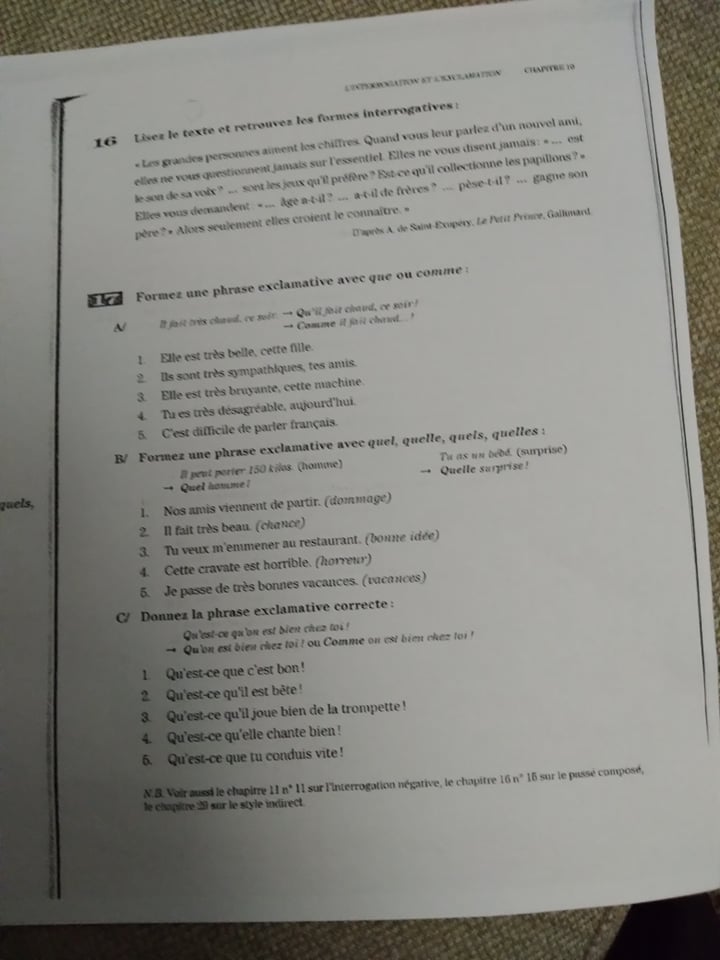 L'INTERROGATION ET L'EXCLAMATION CHAPITRE 10
16 Lisez le texte et retrouvez les formes interrogatives :
« Les grandes personnes aiment les chiffres. Quand vous leur parlez d'un nouvel ami,
elles ne vous questionnent jamais sur l'essentiel. Elles ne vous disent jamais : « ... est
le son de sa voix ? ... sont les jeux qu'il préfère ? Est-ce qu'il collectionne les papillons ? »
Elles vous demandent : « ... âge a-t-il ? ... a-t-il de frères ? ... pèse-t-il ? ... gagne son
père ? » Alors seulement elles croient le connaître. »
D'après A. de Saint-Exupéry, Le Petit Prince, Gallimard.
17 Formez une phrase exclamative avec que ou comme :
A/ Il fait très chaud, ce soir. → Qu'il fait chaud, ce soir !
→ Comme il fait chaud... !
1. Elle est très belle, cette fille.
2. Ils sont très sympathiques, tes amis.
3. Elle est très bruyante, cette machine.
4. Tu es très désagréable, aujourd'hui.
5. C'est difficile de parler français.
B/ Formez une phrase exclamative avec quel, quelle, quels, quelles :
Il peut porter 150 kilos. (homme) Tu as un bébé. (surprise)
→ Quel homme ! → Quelle surprise !
quels,
1. Nos amis viennent de partir. (dommage)
2. Il fait très beau. (chance)
3. Tu veux m'emmener au restaurant. (bonne idée)
4. Cette cravate est horrible. (horreur)
5. Je passe de très bonnes vacances. (vacances)
C/ Donnez la phrase exclamative correcte :
Qu'est-ce qu'on est bien chez toi !
→ Qu'on est bien chez toi ! ou Comme on est bien chez toi !
1. Qu'est-ce que c'est bon !
2. Qu'est-ce qu'il est bête !
3. Qu'est-ce qu'il joue bien de la trompette !
4. Qu'est-ce qu'elle chante bien !
5. Qu'est-ce que tu conduis vite !
N.B. Voir aussi le chapitre 11 n° 11 sur l'interrogation négative, le chapitre 16 n° 15 sur le passé composé,
le chapitre 29 sur le style indirect.